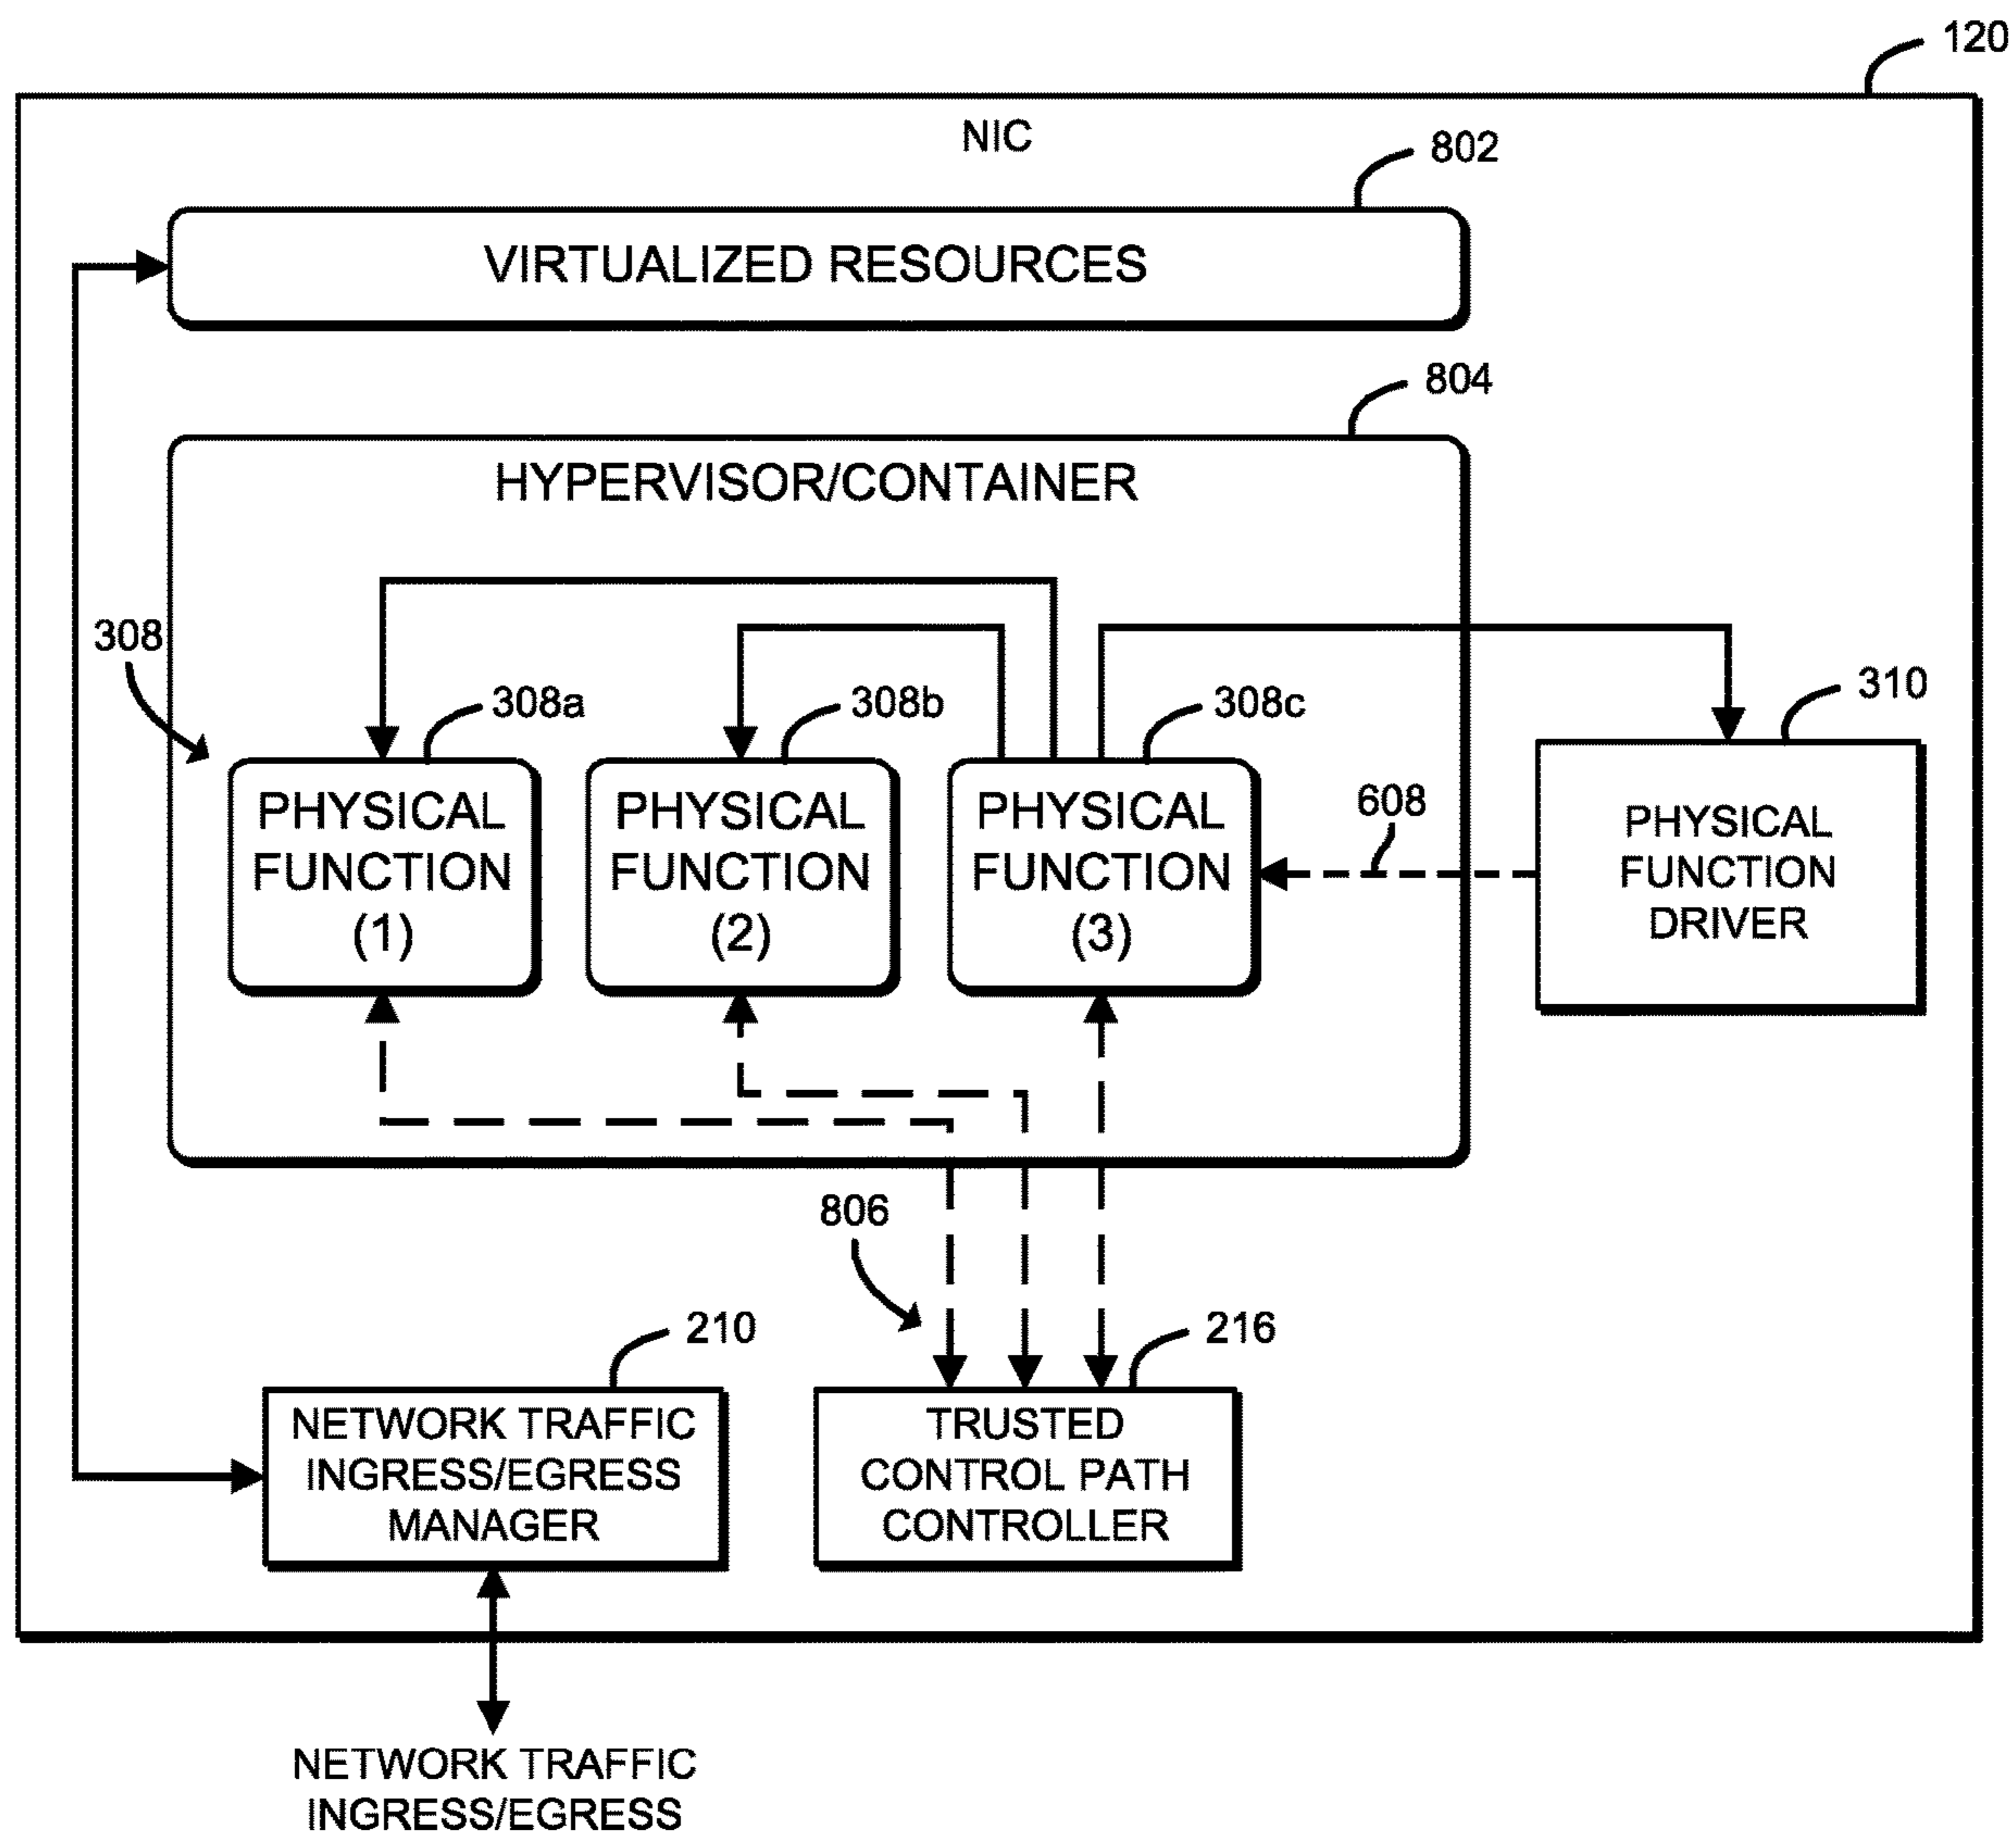 120
NIC
802
VIRTUALIZED RESOURCES
804
HYPERVISOR/CONTAINER
308
308a
308b
308c
310
PHYSICAL
FUNCTION
(1)
PHYSICAL
FUNCTION
(2)
PHYSICAL
FUNCTION
(3)
608
PHYSICAL
FUNCTION
DRIVER
806
210
216
NETWORK TRAFFIC
INGRESS/EGRESS
MANAGER
TRUSTED
CONTROL PATH
CONTROLLER
NETWORK TRAFFIC
INGRESS/EGRESS